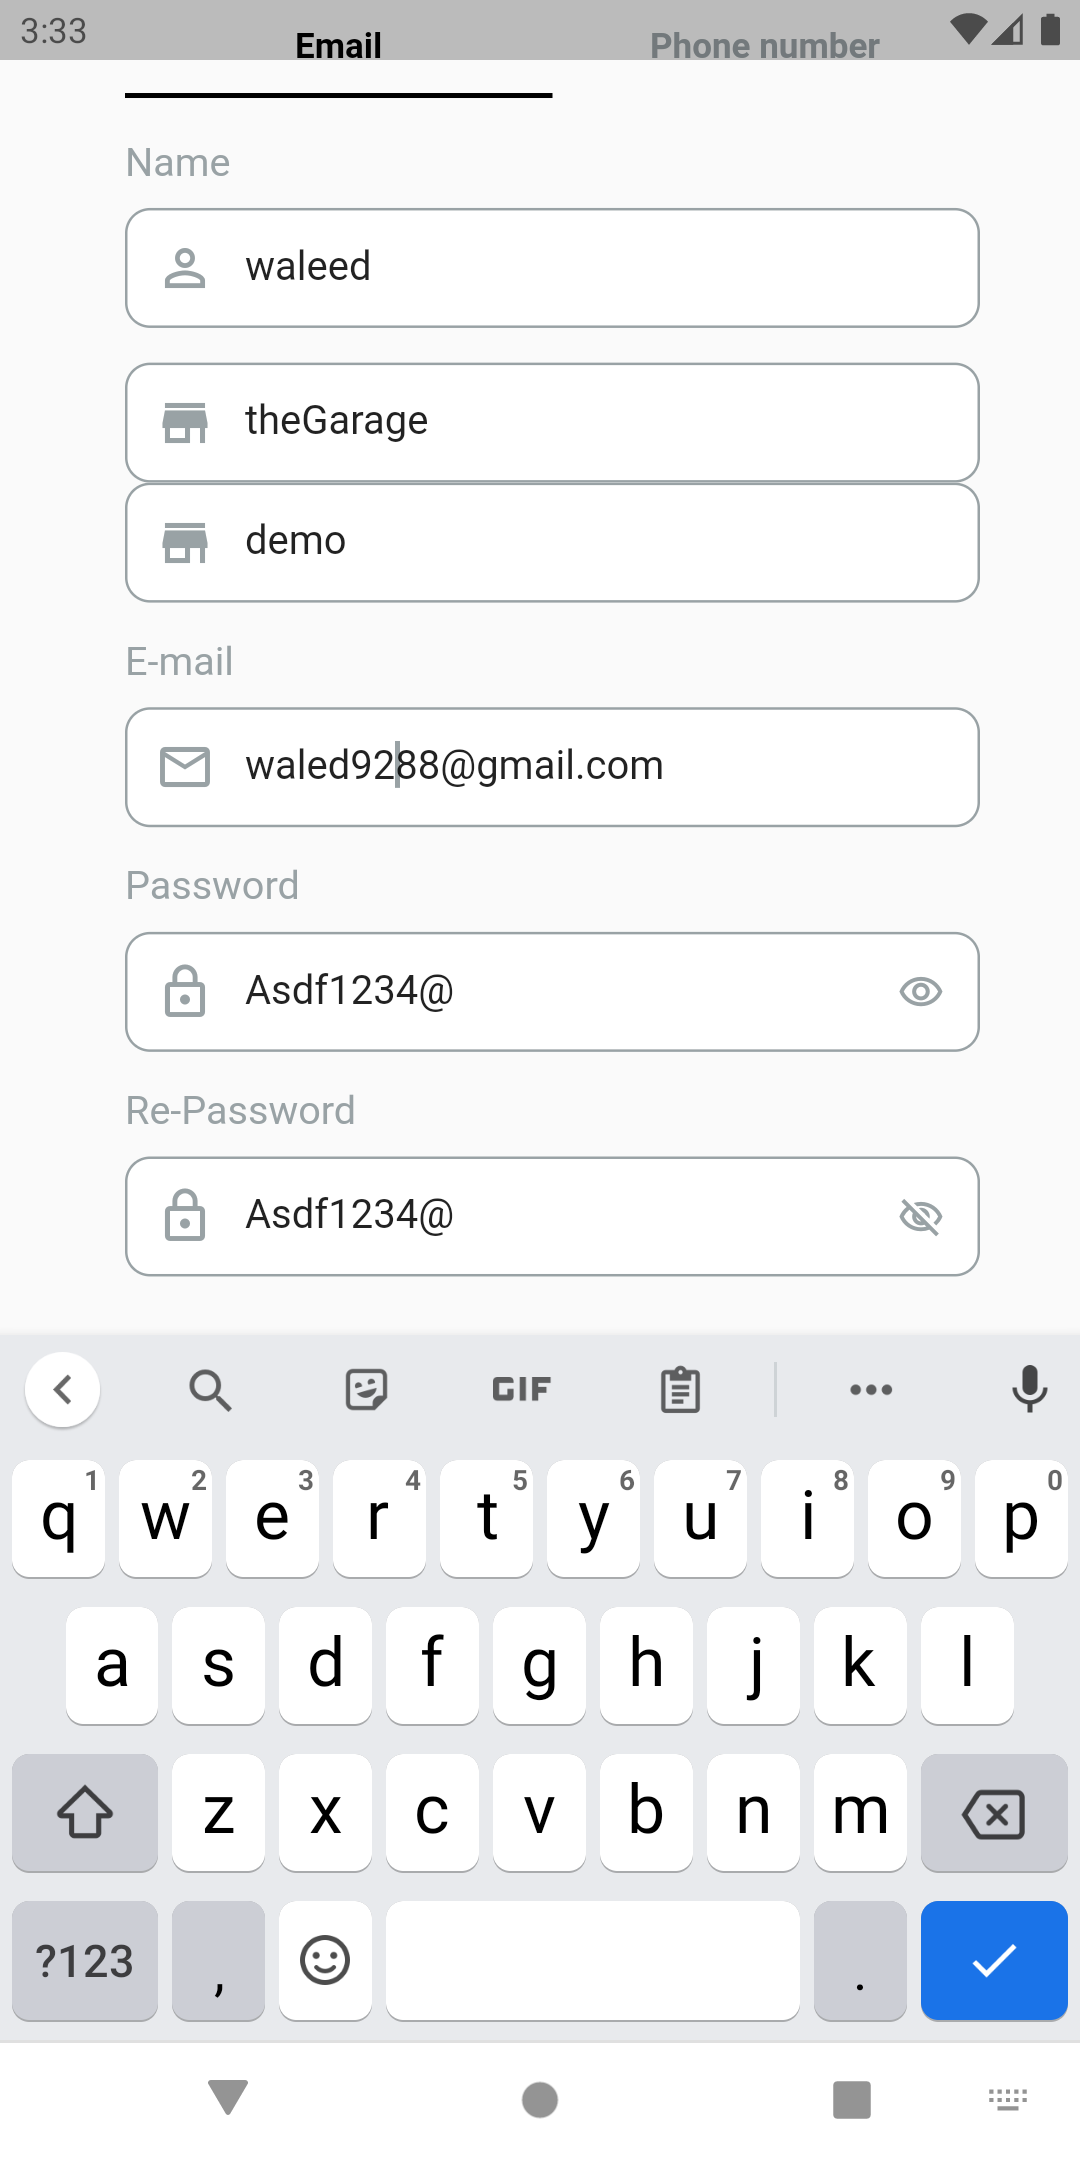 3:33
Email Phone number
Name
waleed
theGarage
demo
E-mail
waled9288@gmail.com
Password
Asdf1234@
Re-Password
Asdf1234@
GIF
1 2 3 4 5 6 7 8 9 0
q w e r t y u i o p
a s d f g h j k l
z x c v b n m
?123 , .